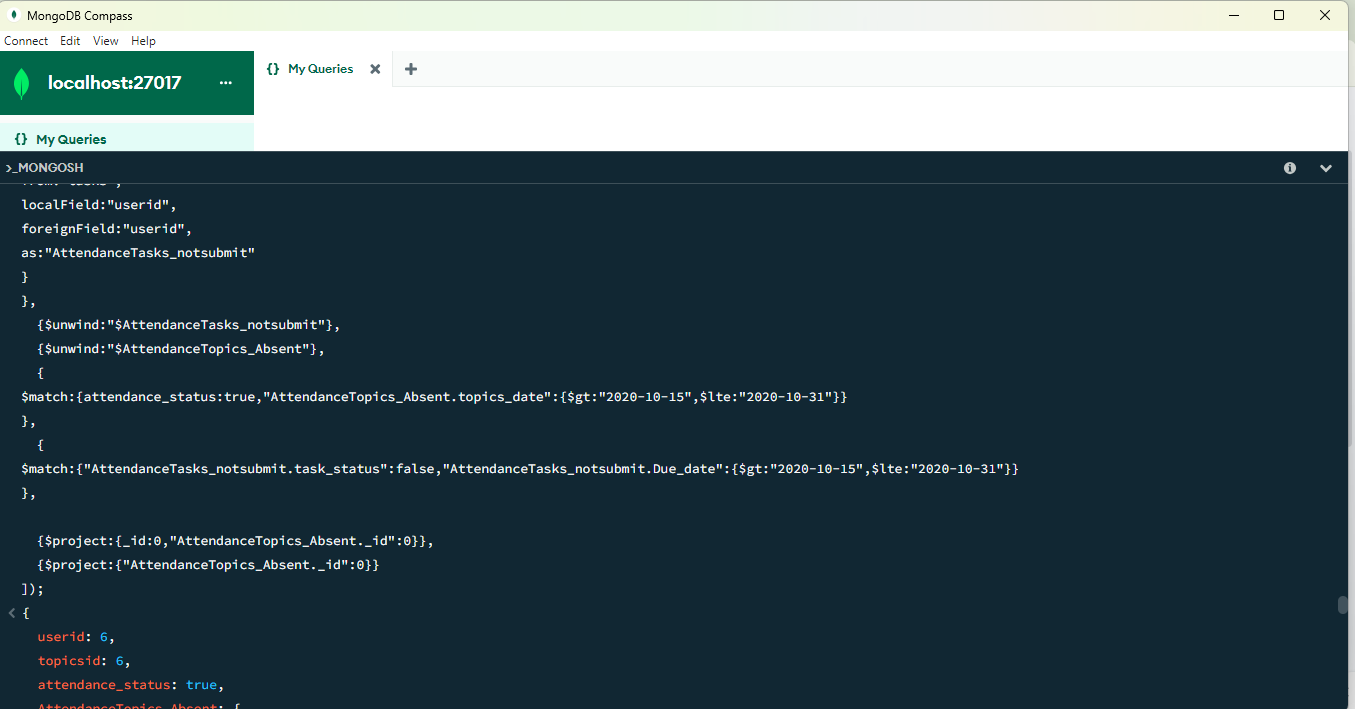 MongoDB Compass
Connect Edit View Help
localhost:27017 ...
{} My Queries
{} My Queries
>_MONGOSH
from:"tasks",
localField:"userid",
foreignField:"userid",
as:"AttendanceTasks_notsubmit"
}
},
{$unwind:"$AttendanceTasks_notsubmit"},
{$unwind:"$AttendanceTopics_Absent"},
{
$match:{attendance_status:true,"AttendanceTopics_Absent.topics_date":{$gt:"2020-10-15",$lte:"2020-10-31"}}
},
{
$match:{"AttendanceTasks_notsubmit.task_status":false,"AttendanceTasks_notsubmit.Due_date":{$gt:"2020-10-15",$lte:"2020-10-31"}}
},
{$project:{_id:0,"AttendanceTopics_Absent._id":0}},
{$project:{"AttendanceTopics_Absent._id":0}}
]);
< {
userid: 6,
topicsid: 6,
attendance_status: true,
AttendanceTopics_Absent: {